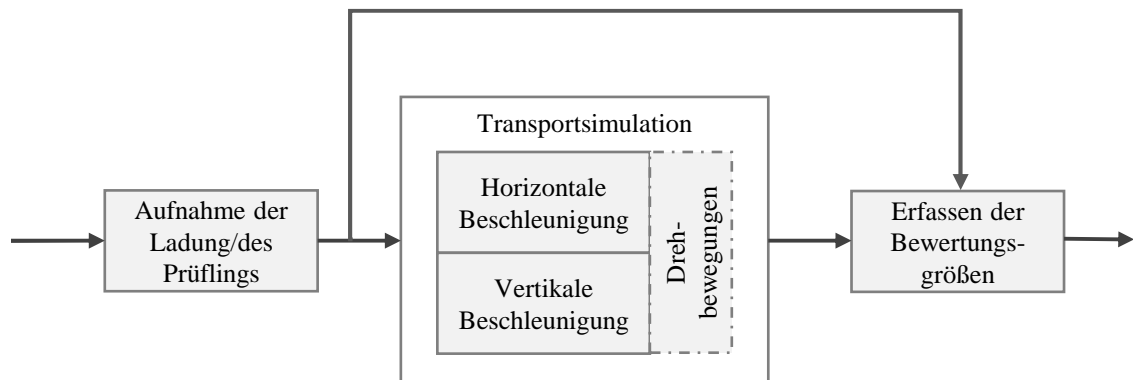 Transportsimulation
Aufnahme der
Ladung/des
Prüflings
Horizontale
Beschleunigung
Vertikale
Beschleunigung
Dreh-
bewegungen
Erfassen der
Bewertungs-
größen